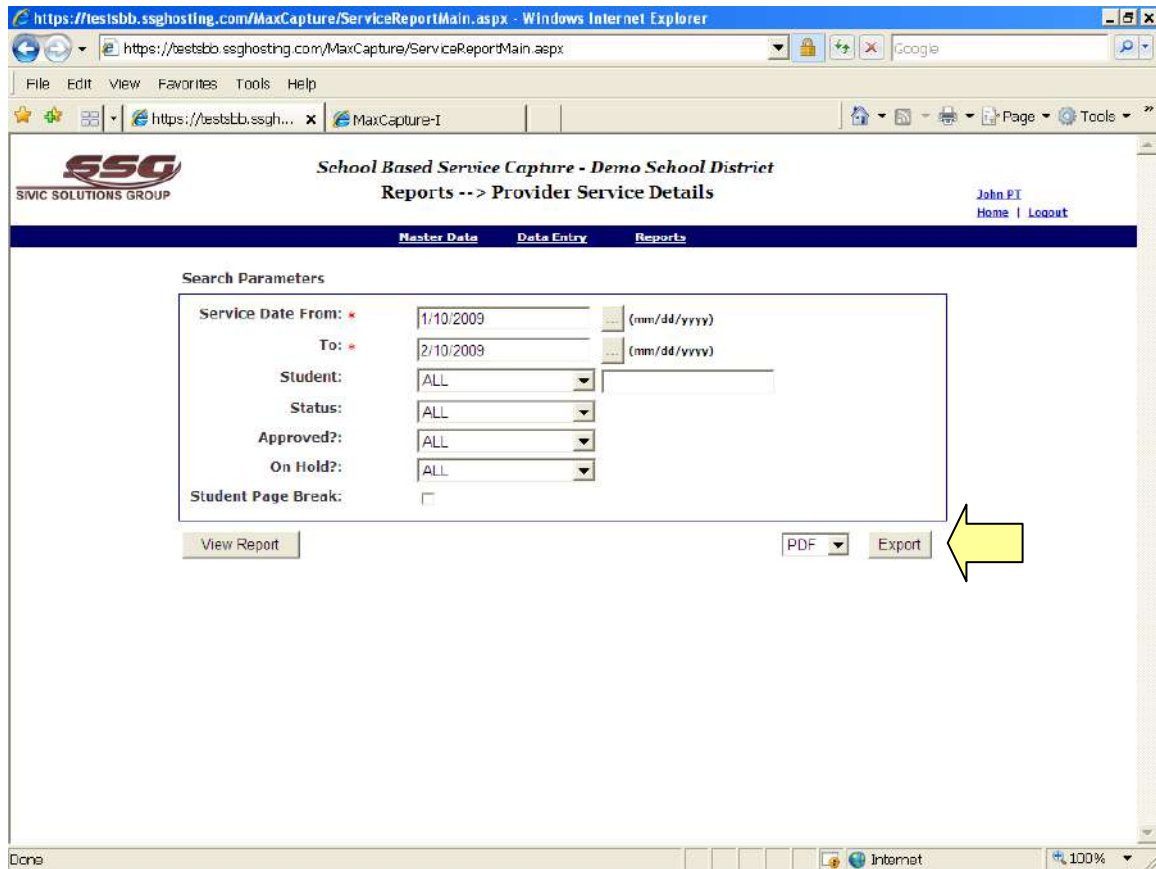 https://testsbb.ssghosting.com/MaxCapture/ServiceReportMain.aspx - Windows Internet Explorer
https://testsbb.ssghosting.com/MaxCapture/ServiceReportMain.aspx
Google
File Edit View Favorites Tools Help
https://testsbb.ssgh... MaxCapture-I Page Tools
SSG
SIVIC SOLUTIONS GROUP
School Based Service Capture - Demo School District
Reports --> Provider Service Details
John PT
Home | Logout
Master Data Data Entry Reports
Search Parameters
Service Date From: * 1/10/2009 ... (mm/dd/yyyy)
To: * 2/10/2009 ... (mm/dd/yyyy)
Student: ALL
Status: ALL
Approved?: ALL
On Hold?: ALL
Student Page Break:
View Report PDF Export
Done Internet 100%